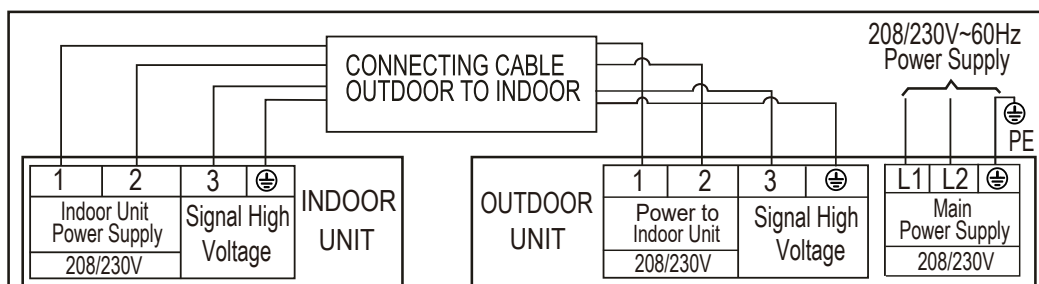 208/230V~60Hz
Power Supply
CONNECTING CABLE
OUTDOOR TO INDOOR
PE
1 2 3
Indoor Unit
Power Supply
208/230V
Signal High
Voltage
INDOOR
UNIT
OUTDOOR
UNIT
1 2 3
Power to
Indoor Unit
208/230V
Signal High
Voltage
L1 L2
Main
Power Supply
208/230V